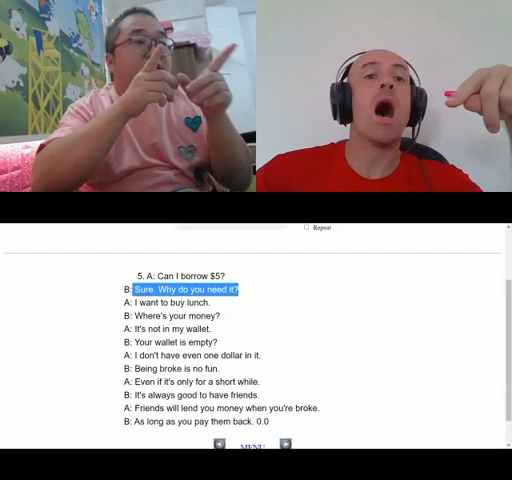 Repeat
5. A: Can I borrow $5?
B: Sure. Why do you need it?
A: I want to buy lunch.
B: Where's your money?
A: It's not in my wallet.
B: Your wallet is empty?
A: I don't have even one dollar in it.
B: Being broke is no fun.
A: Even if it's only for a short while.
B: It's always good to have friends.
A: Friends will lend you money when you're broke.
B: As long as you pay them back. 0.0
MENU